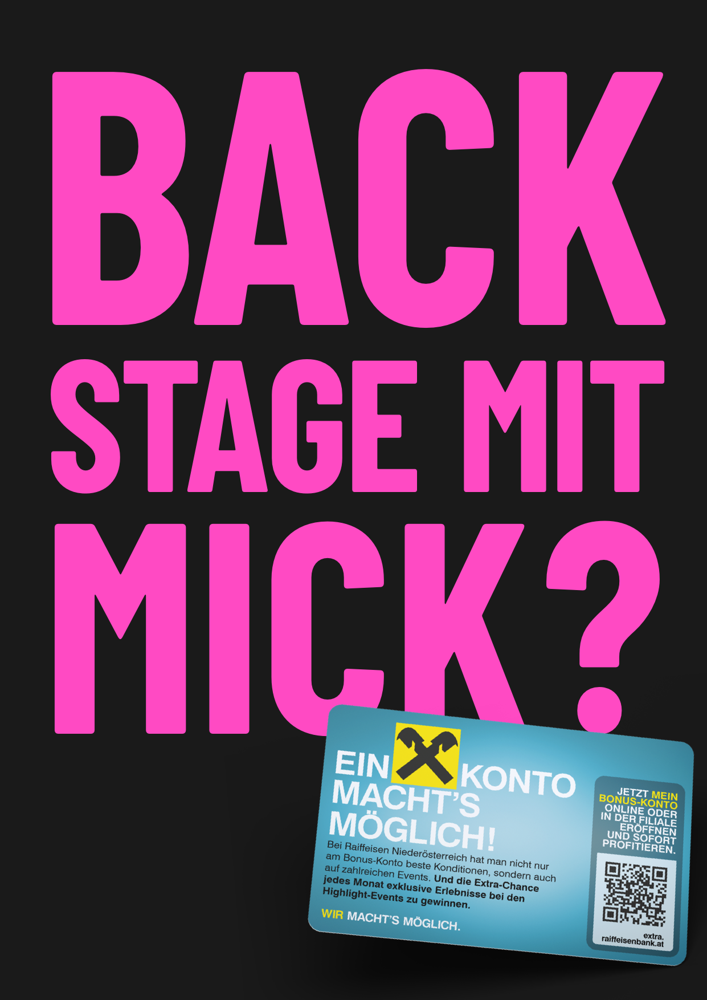 BACK
STAGE MIT
MICK?
EIN KONTO
MACHT'S
MÖGLICH!
Bei Raiffeisen Niederösterreich hat man nicht nur
am Bonus-Konto beste Konditionen, sondern auch
auf zahlreichen Events. Und die Extra-Chance
jedes Monat exklusive Erlebnisse bei den
Highlight-Events zu gewinnen.
WIR MACHT'S MÖGLICH.
JETZT MEIN
BONUS-KONTO
ONLINE ODER
IN DER FILIALE
ERÖFFNEN
UND SOFORT
PROFITIEREN.
extra.
raiffeisenbank.at